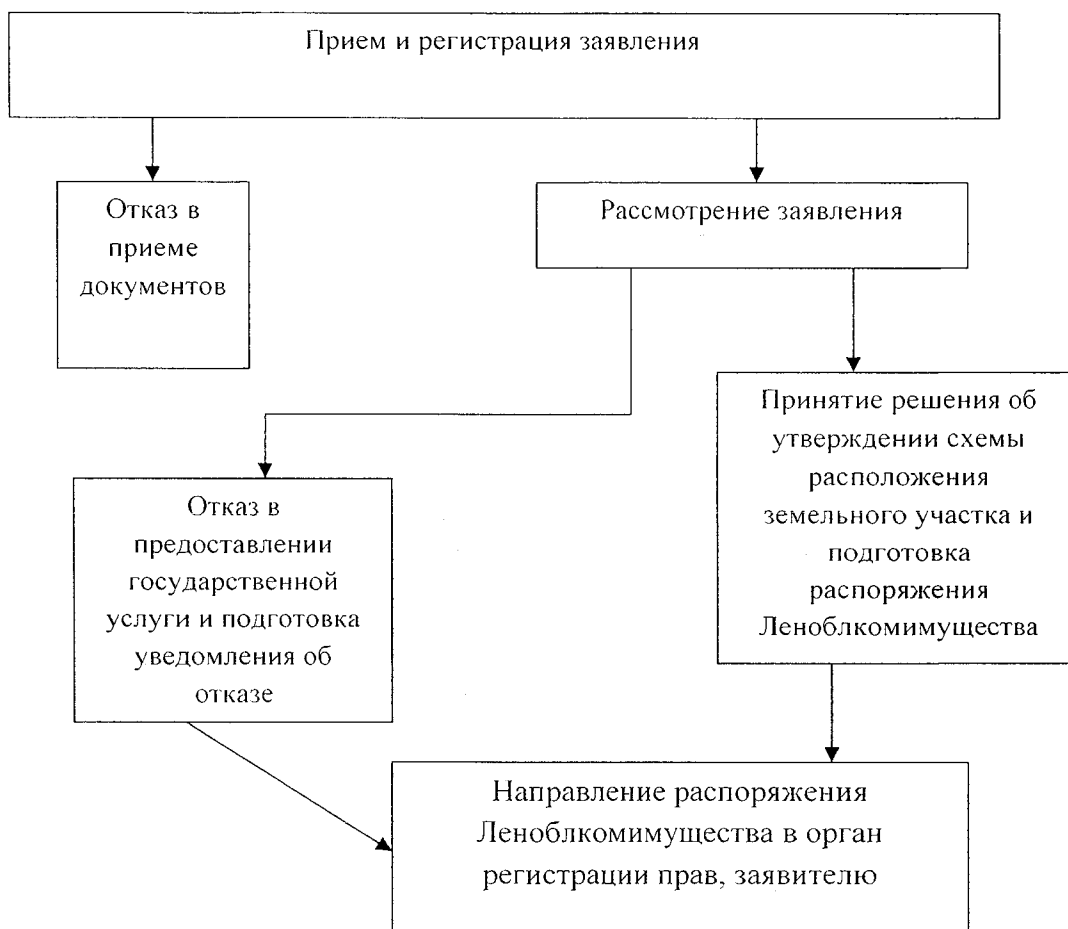 Прием и регистрация заявления
Отказ в
приеме
документов
Рассмотрение заявления
Принятие решения об
утверждении схемы
расположения
земельного участка и
подготовка
распоряжения
Леноблкомимущества
Отказ в
предоставлении
государственной
услуги и подготовка
уведомления об
отказе
Направление распоряжения
Леноблкомимущества в орган
регистрации прав, заявителю